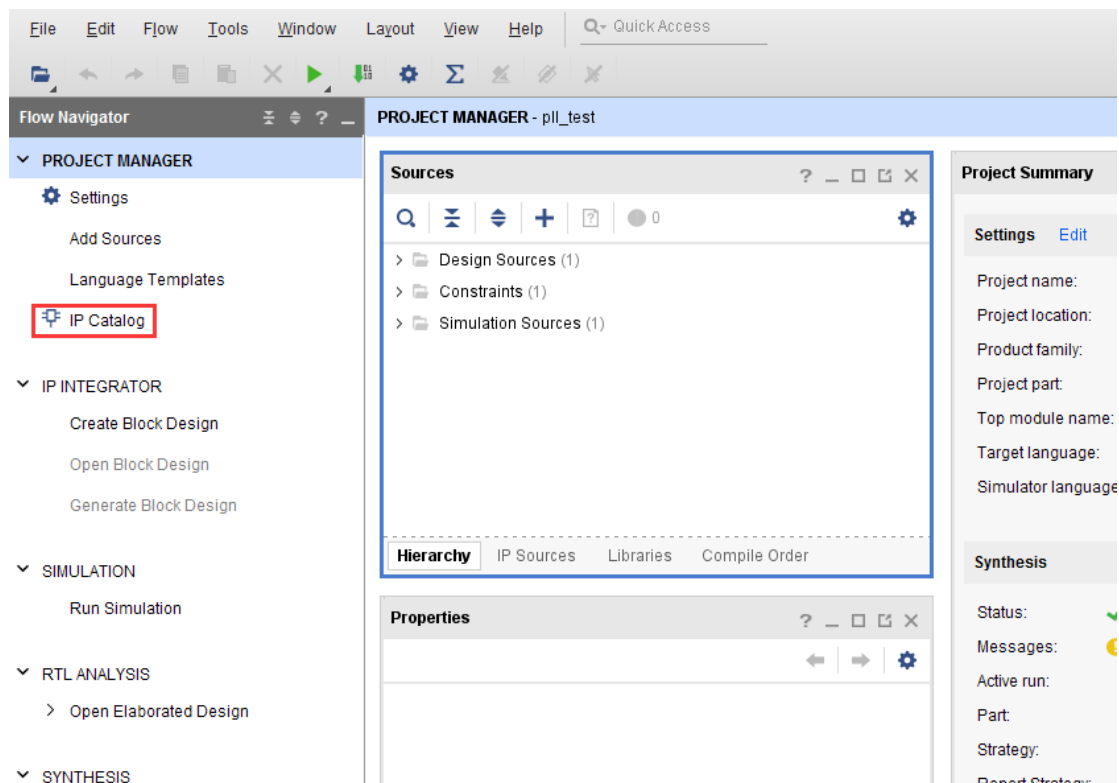 File Edit Flow Tools Window Layout View Help Quick Access
Flow Navigator
PROJECT MANAGER
Settings
Add Sources
Language Templates
IP Catalog
IP INTEGRATOR
Create Block Design
Open Block Design
Generate Block Design
SIMULATION
Run Simulation
RTL ANALYSIS
Open Elaborated Design
SYNTHESIS
PROJECT MANAGER - pll_test
Sources
0
Design Sources (1)
Constraints (1)
Simulation Sources (1)
Hierarchy IP Sources Libraries Compile Order
Properties
Project Summary
Settings Edit
Project name:
Project location:
Product family:
Project part:
Top module name:
Target language:
Simulator language
Synthesis
Status:
Messages:
Active run:
Part:
Strategy:
Report Strategy: